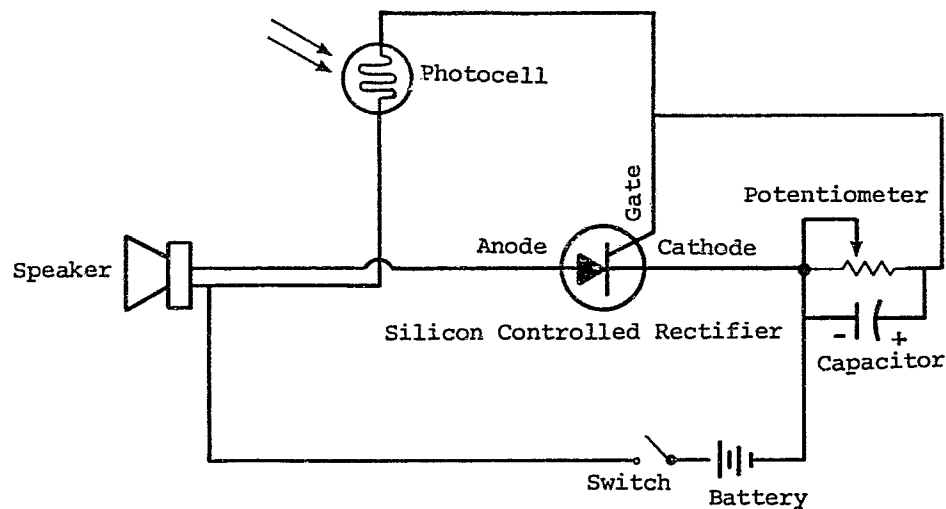 Photocell
Gate
Potentiometer
Anode
Cathode
Speaker
Silicon Controlled Rectifier
- +
Capacitor
Switch
Battery